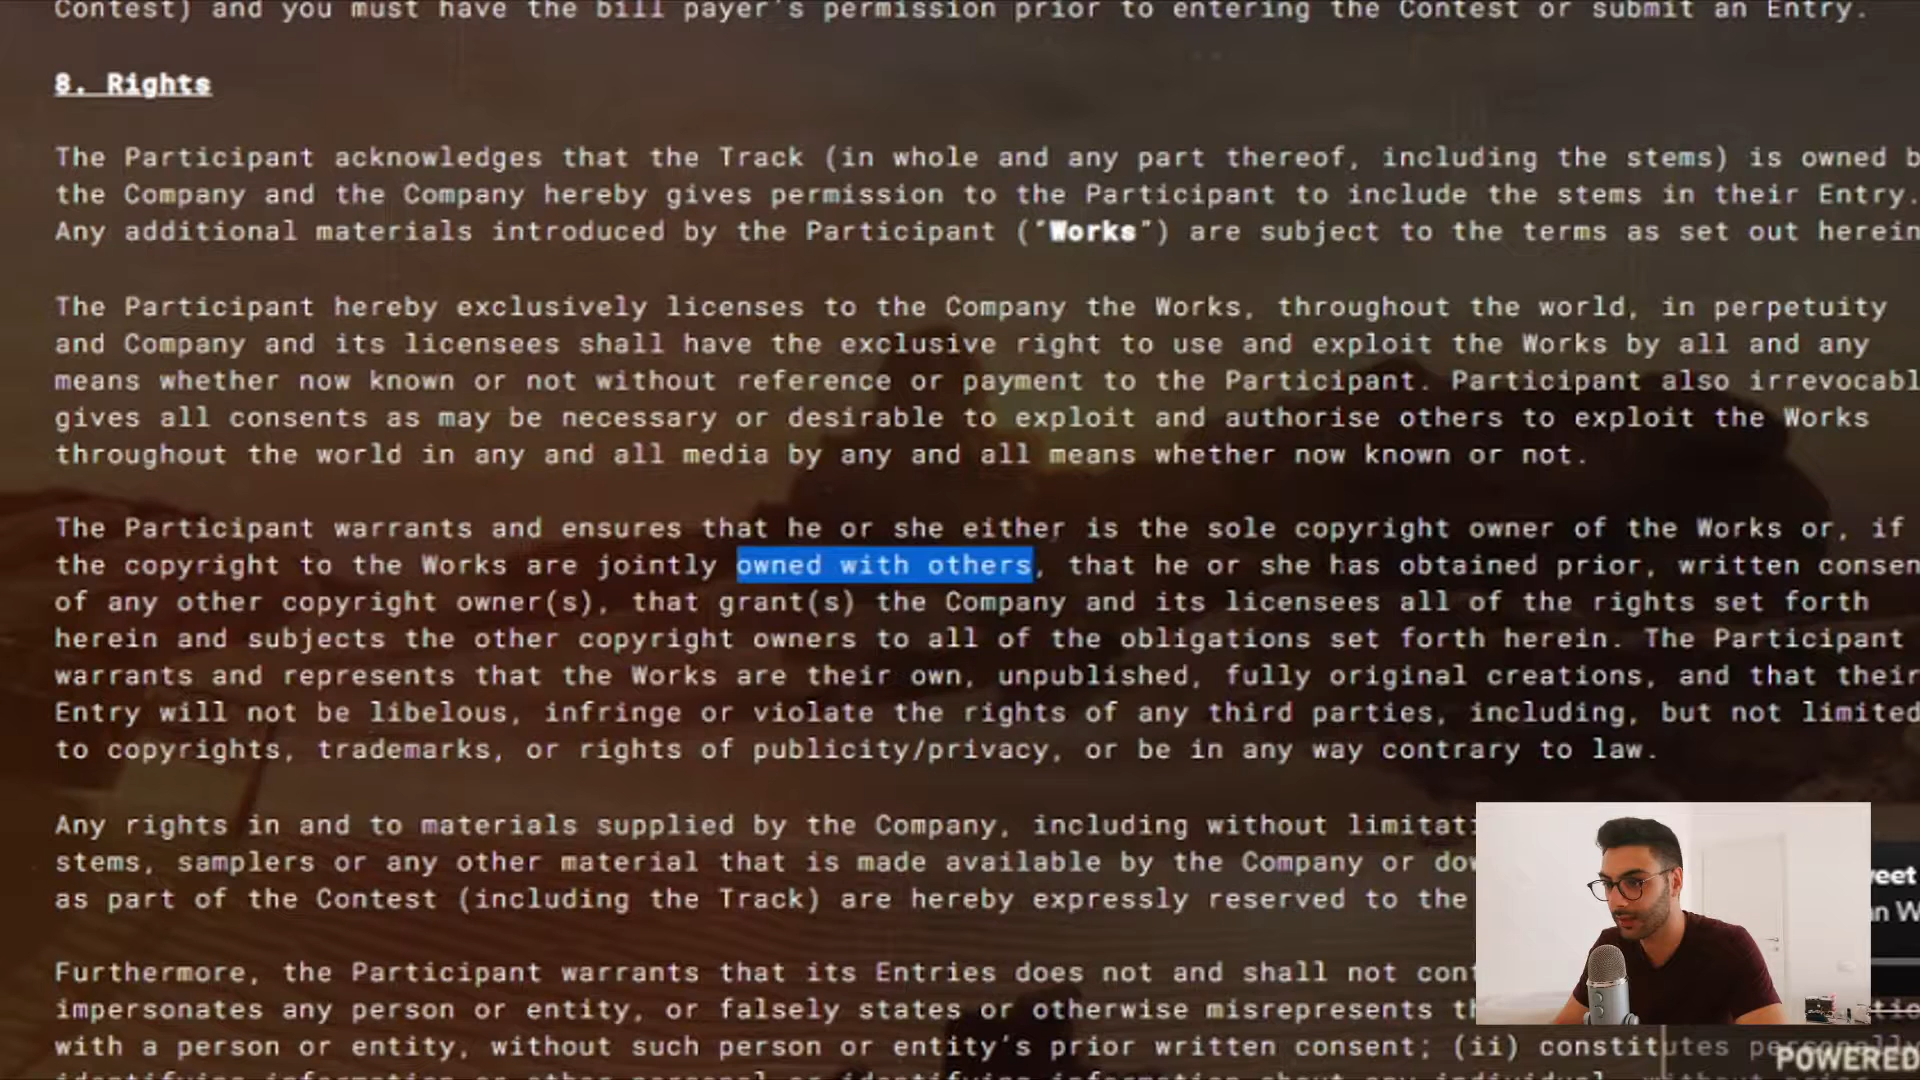 Contest) and you must have the bill payer's permission prior to entering the Contest or submit an Entry.
8. Rights
The Participant acknowledges that the Track (in whole and any part thereof, including the stems) is owned b
the Company and the Company hereby gives permission to the Participant to include the stems in their Entry.
Any additional materials introduced by the Participant ("Works") are subject to the terms as set out herein
The Participant hereby exclusively licenses to the Company the Works, throughout the world, in perpetuity
and Company and its licensees shall have the exclusive right to use and exploit the Works by all and any
means whether now known or not without reference or payment to the Participant. Participant also irrevocabl
gives all consents as may be necessary or desirable to exploit and authorise others to exploit the Works
throughout the world in any and all media by any and all means whether now known or not.
The Participant warrants and ensures that he or she either is the sole copyright owner of the Works or, if
the copyright to the Works are jointly owned with others, that he or she has obtained prior, written consen
of any other copyright owner(s), that grant(s) the Company and its licensees all of the rights set forth
herein and subjects the other copyright owners to all of the obligations set forth herein. The Participant
warrants and represents that the Works are their own, unpublished, fully original creations, and that their
Entry will not be libelous, infringe or violate the rights of any third parties, including, but not limited
to copyrights, trademarks, or rights of publicity/privacy, or be in any way contrary to law.
Any rights in and to materials supplied by the Company, including without limitati
stems, samplers or any other material that is made available by the Company or dow
as part of the Contest (including the Track) are hereby expressly reserved to the
Furthermore, the Participant warrants that its Entries does not and shall not cont
impersonates any person or entity, or falsely states or otherwise misrepresents th
with a person or entity, without such person or entity's prior written consent; (ii) constitutes
POWERED